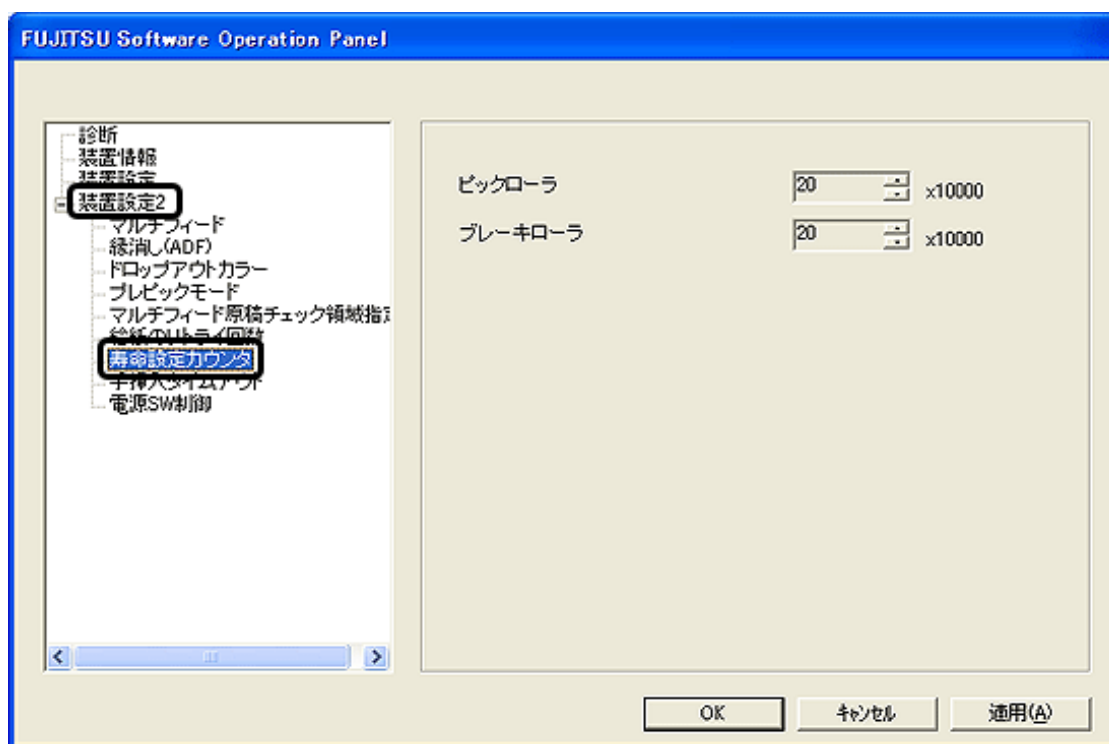 FUJITSU Software Operation Panel
診断
装置情報
装置設定
装置設定2
マルチフィード
縁消し(ADF)
ドロップアウトカラー
プレピックモード
マルチフィード原稿チェック領域指定
給紙のリトライ回数
寿命設定カウンタ
手挿入タイムアウト
電源SW制御
ピックローラ 20 x10000
ブレーキローラ 20 x10000
OK キャンセル 適用(A)